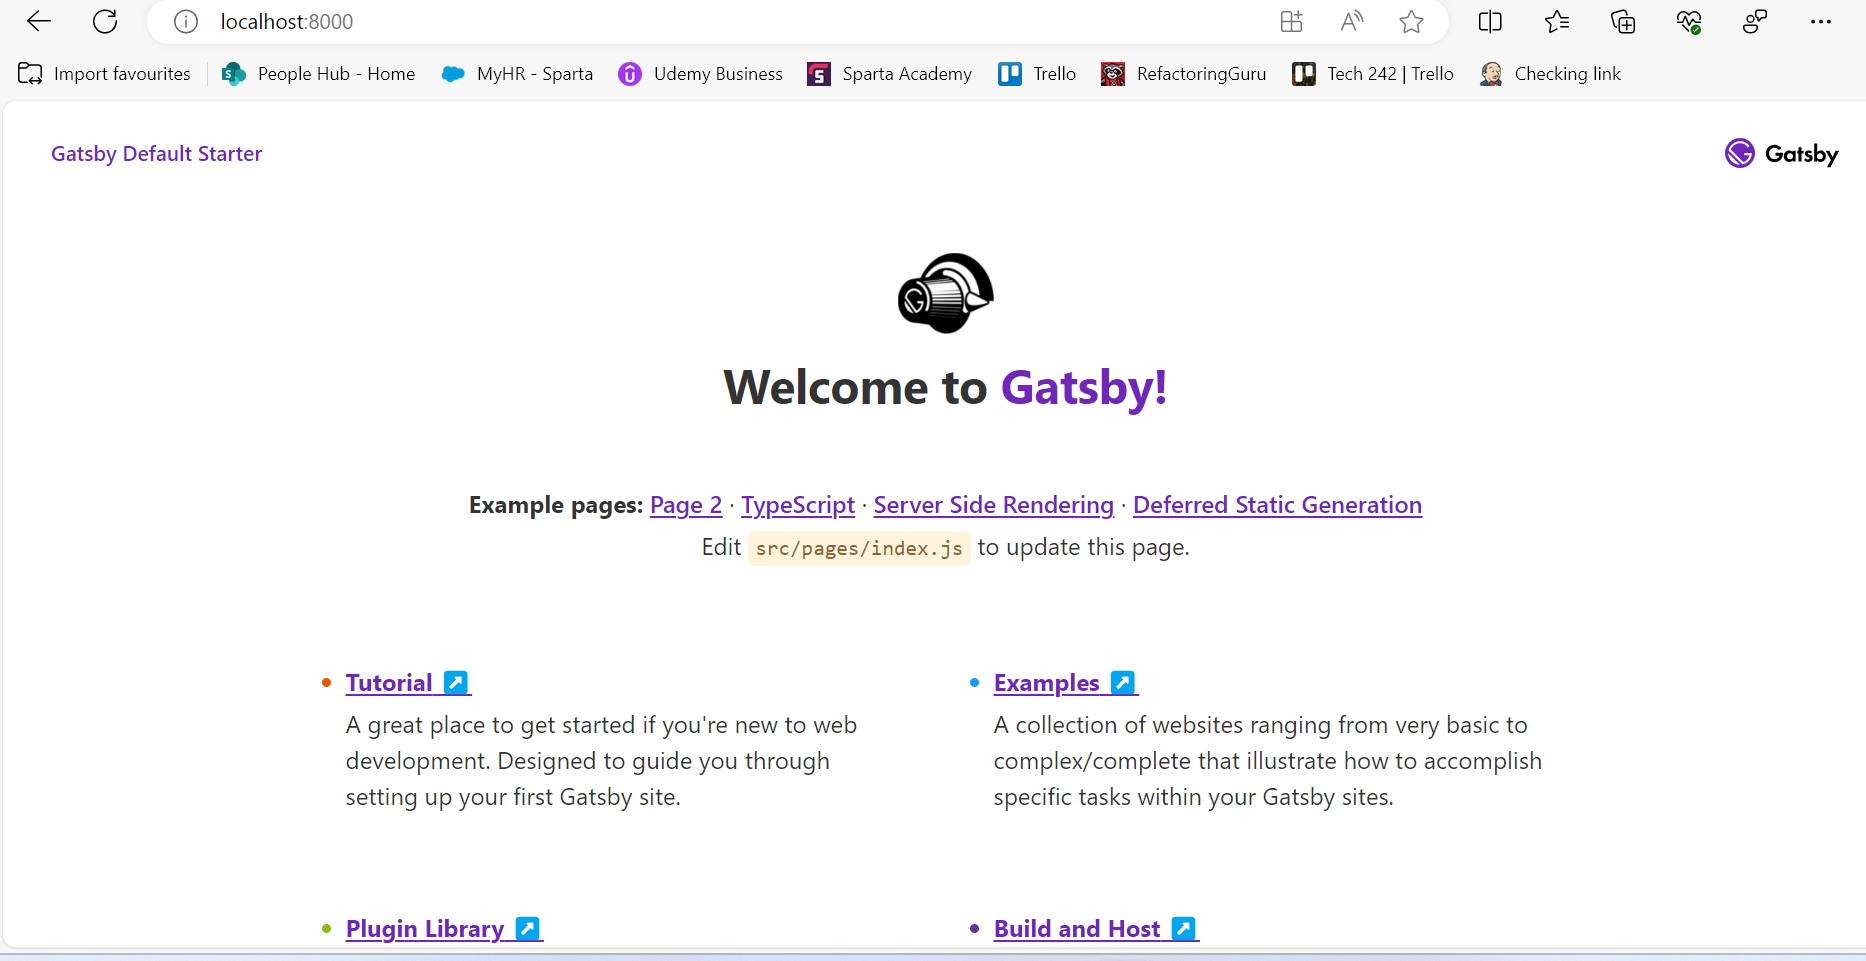 localhost:8000
Import favourites People Hub - Home MyHR - Sparta Udemy Business Sparta Academy Trello RefactoringGuru Tech 242 | Trello Checking link
Gatsby Default Starter
Gatsby
Welcome to Gatsby!
Example pages: Page 2 · TypeScript · Server Side Rendering · Deferred Static Generation
Edit src/pages/index.js to update this page.
Tutorial ↗
A great place to get started if you're new to web
development. Designed to guide you through
setting up your first Gatsby site.
Examples ↗
A collection of websites ranging from very basic to
complex/complete that illustrate how to accomplish
specific tasks within your Gatsby sites.
Plugin Library ↗
Build and Host ↗